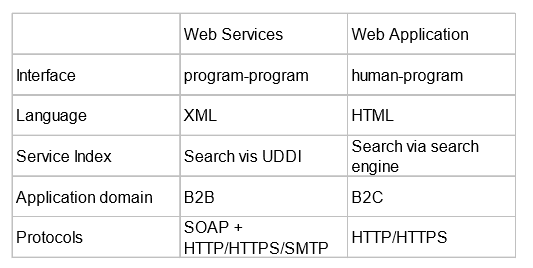 Web Services Web Application
Interface program-program human-program
Language XML HTML
Service Index Search vis UDDI Search via search
engine
Application domain B2B B2C
Protocols SOAP +
HTTP/HTTPS/SMTP HTTP/HTTPS